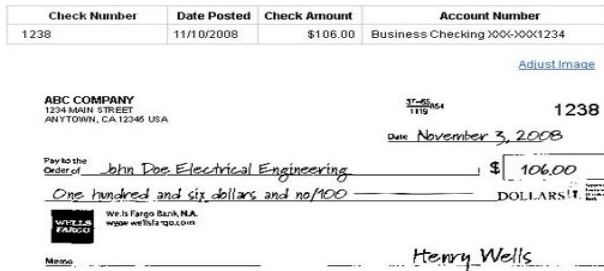 Check Number Date Posted Check Amount Account Number
1238 11/10/2008 $106.00 Business Checking XXX-XXX1234
Adjust Image
ABC COMPANY
1234 MAIN STREET
ANYTOWN, CA 12345 USA
1238
Date November 3, 2008
Pay to the
Order of John Doe Electrical Engineering $ 106.00
One hundred and six dollars and no/100 DOLLARS
WELLS FARGO
Wells Fargo Bank, N.A.
www.wellsfargo.com
Memo Henry Wells